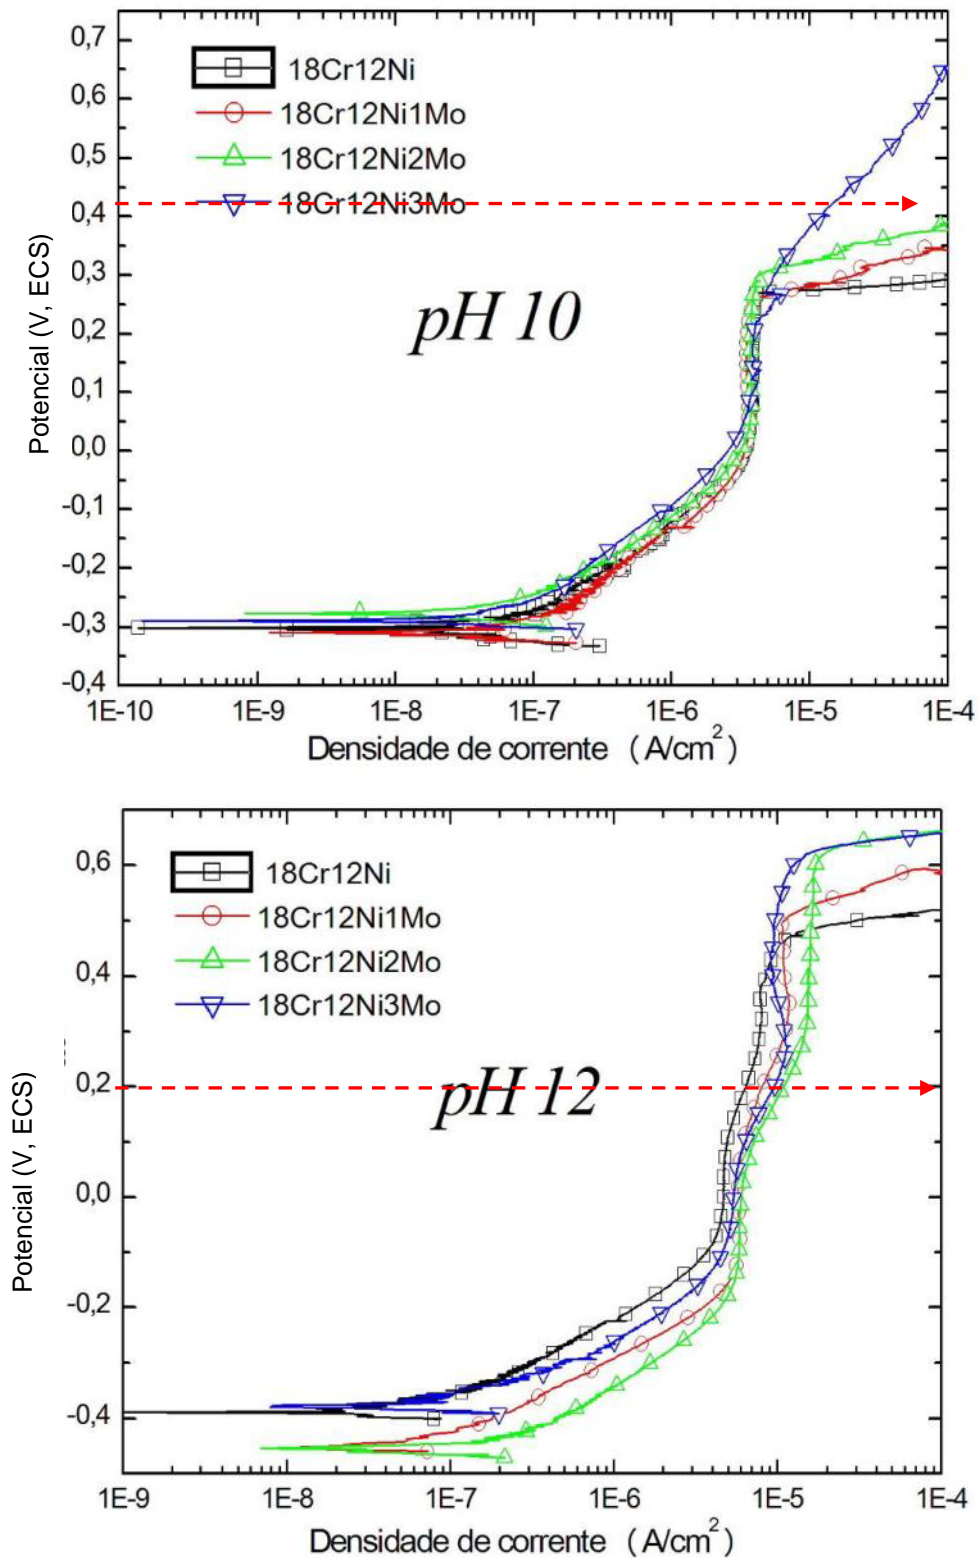 0,7
0,6
0,5
0,4
0,3
0,2
0,1
0,0
-0,1
-0,2
-0,3
-0,4
Potencial (V, ECS)
18Cr12Ni
18Cr12Ni1Mo
18Cr12Ni2Mo
18Cr12Ni3Mo
pH 10
1E-10 1E-9 1E-8 1E-7 1E-6 1E-5 1E-4
Densidade de corrente (A/cm²)
0,6
0,4
0,2
0,0
-0,2
-0,4
Potencial (V, ECS)
18Cr12Ni
18Cr12Ni1Mo
18Cr12Ni2Mo
18Cr12Ni3Mo
pH 12
1E-9 1E-8 1E-7 1E-6 1E-5 1E-4
Densidade de corrente (A/cm²)